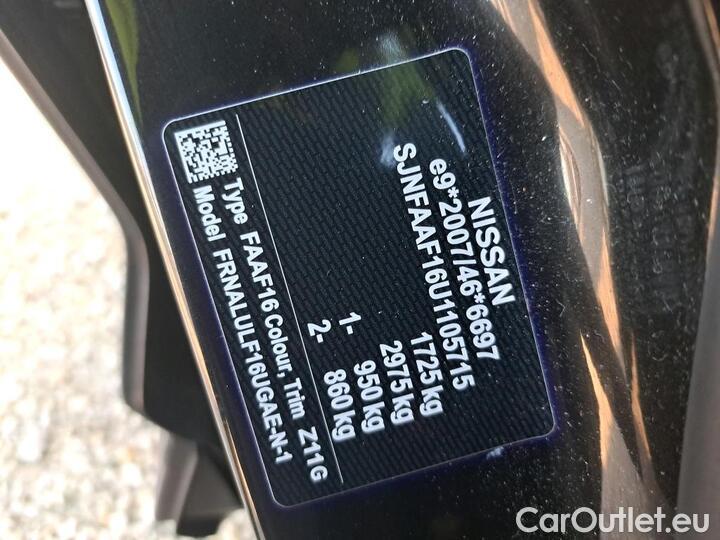 NISSAN
e9*2007/46*6697
SJNFAAF16U1105715
1725 kg
2975 kg
1- 950 kg
2- 860 kg
Type FAAF16 Colour, Trim Z11G
Model FRNALULF16UGAE-N-1
CarOutlet.eu